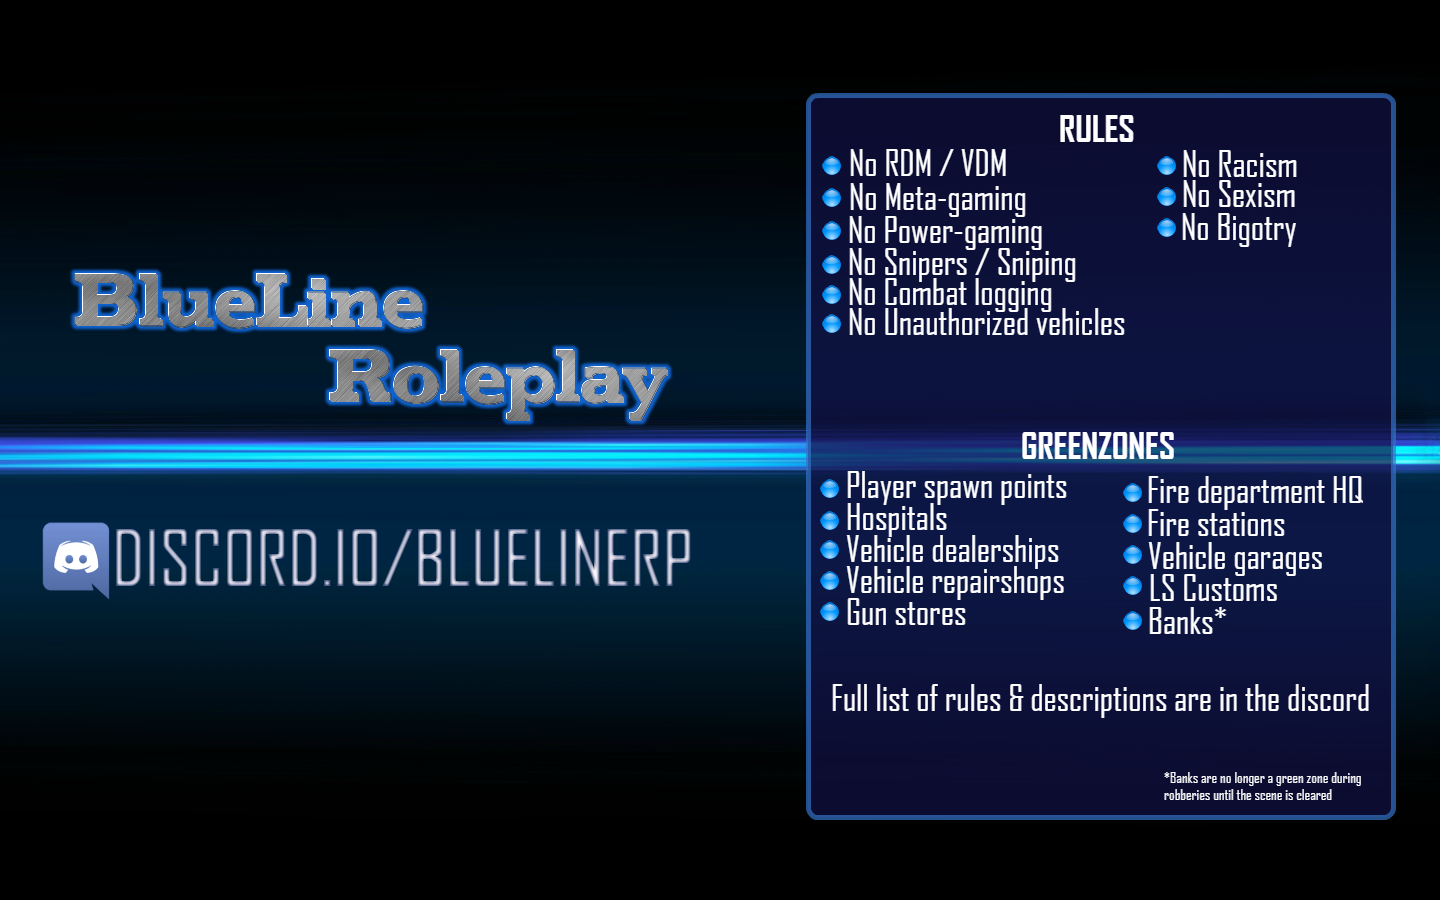 BlueLine
Roleplay
DISCORD.IO/BLUELINERP
RULES
No RDM / VDM
No Meta-gaming
No Power-gaming
No Snipers / Sniping
No Combat logging
No Unauthorized vehicles
No Racism
No Sexism
No Bigotry
GREENZONES
Player spawn points
Hospitals
Vehicle dealerships
Vehicle repairshops
Gun stores
Fire department HQ
Fire stations
Vehicle garages
LS Customs
Banks*
Full list of rules & descriptions are in the discord
*Banks are no longer a green zone during
robberies until the scene is cleared